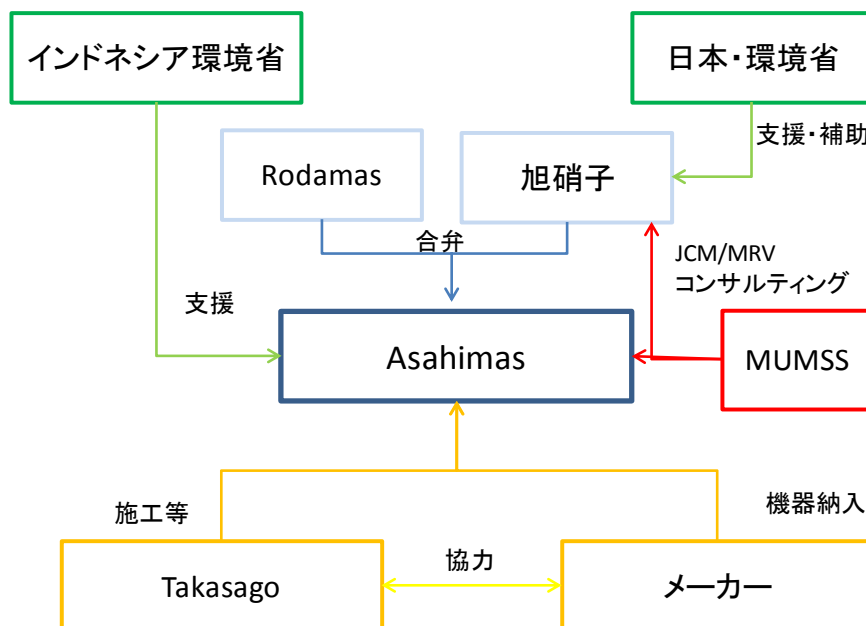 インドネシア環境省
日本・環境省
支援・補助
Rodamas
旭硝子
合弁
JCM/MRV
コンサルティング
支援
Asahimas
MUMSS
施工等
機器納入
協力
Takasago
メーカー